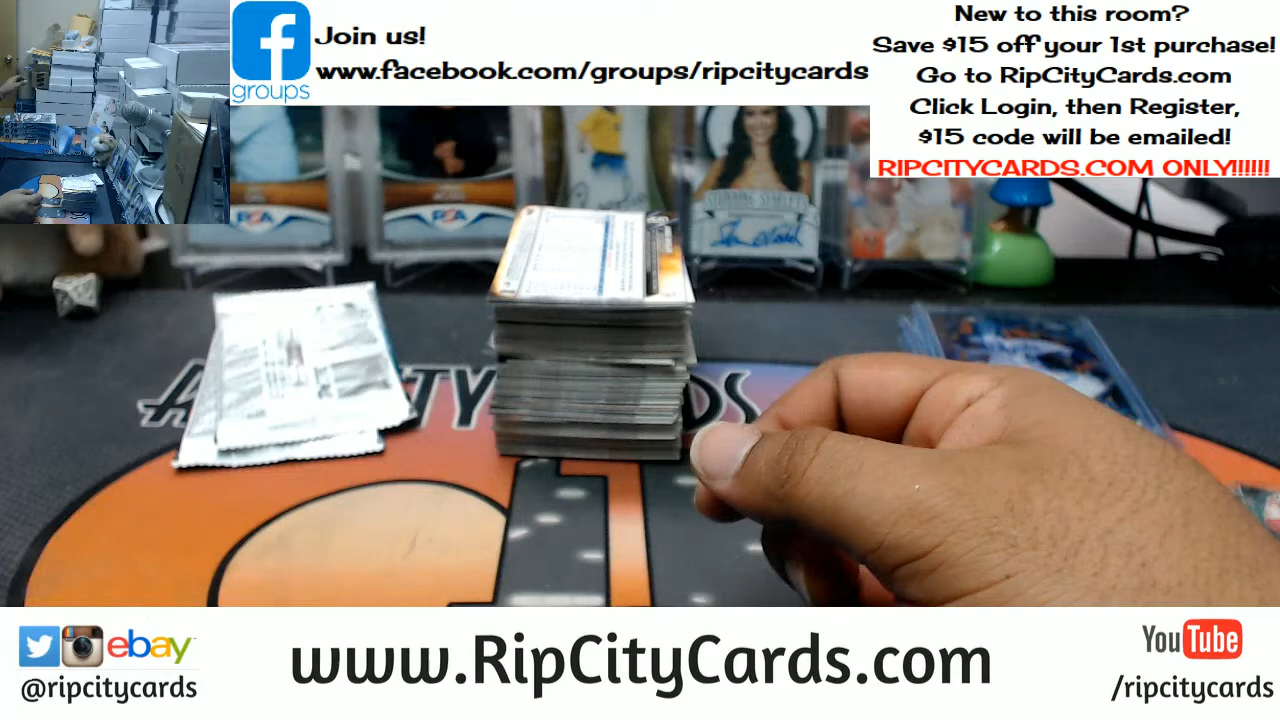 groups
Join us!
www.facebook.com/groups/ripcitycards
New to this room?
Save $15 off your 1st purchase!
Go to RipCityCards.com
Click Login, then Register,
$15 code will be emailed!
RIPCITYCARDS.COM ONLY!!!!!!
PSA
PSA
ebay
@ripcitycards
www.RipCityCards.com
YouTube
/ripcitycards